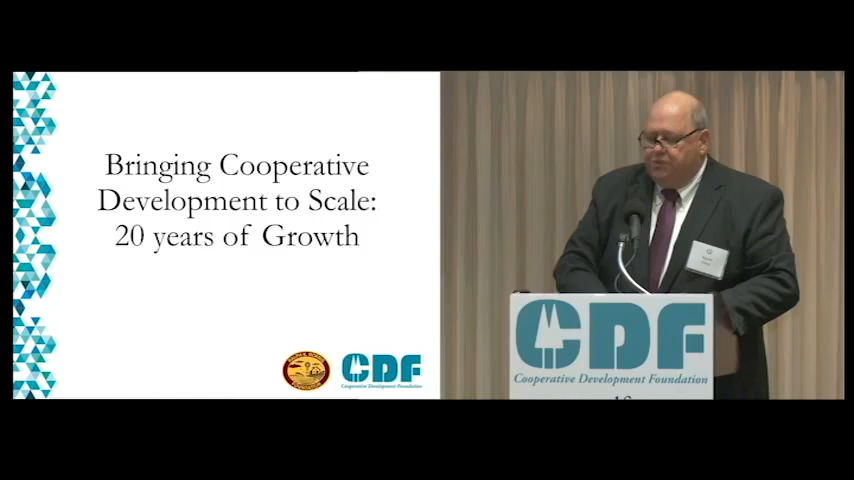 Bringing Cooperative
Development to Scale:
20 years of Growth
CDF
Cooperative Development Foundation
CDF
Cooperative Development Foundation